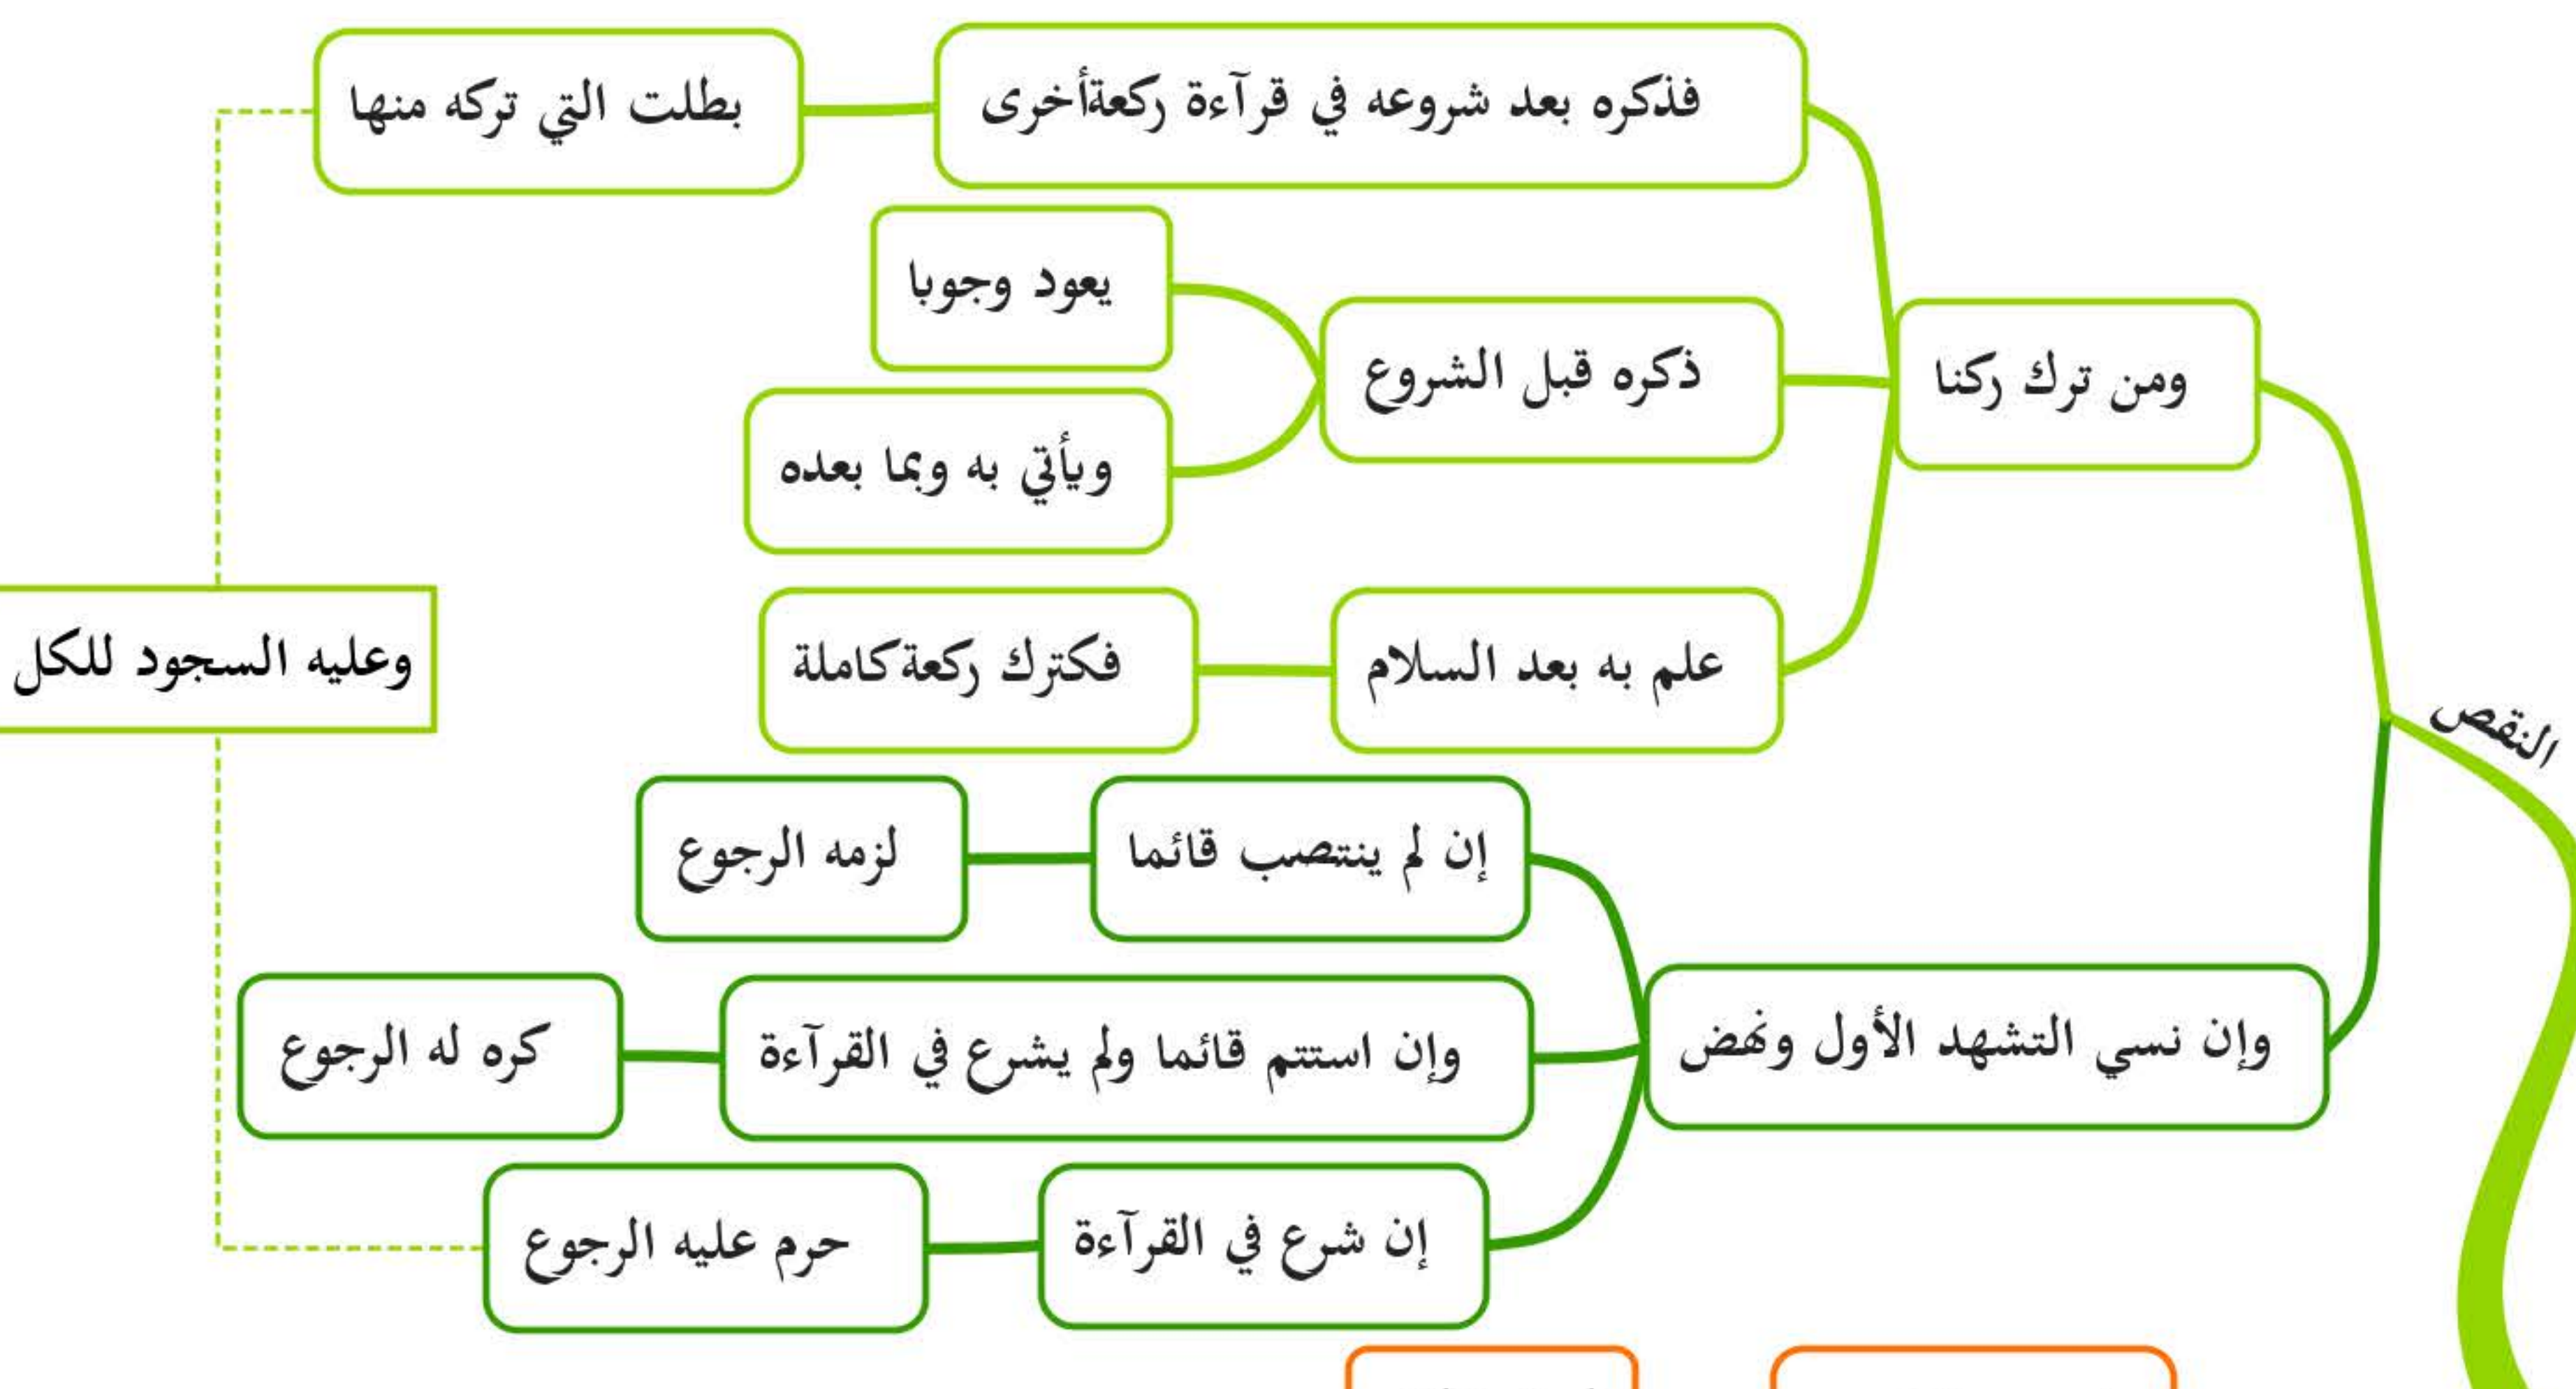 النقص
ومن ترك ركنا
فذكره بعد شروعه في قرآءة ركعةأخرى
بطلت التي تركه منها
ذكره قبل الشروع
يعود وجوبا
ويأتي به وبما بعده
علم به بعد السلام
فكترك ركعةكاملة
وإن نسي التشهد الأول ونهض
إن لم ينتصب قائما
لزمه الرجوع
وإن استتم قائما ولم يشرع في القرآءة
كره له الرجوع
إن شرع في القرآءة
حرم عليه الرجوع
وعليه السجود للكل